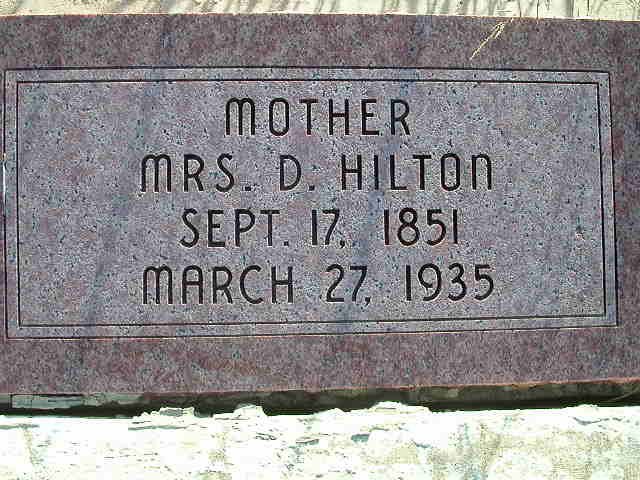 MOTHER
MRS. D. HILTON
SEPT. 17, 1851
MARCH 27, 1935